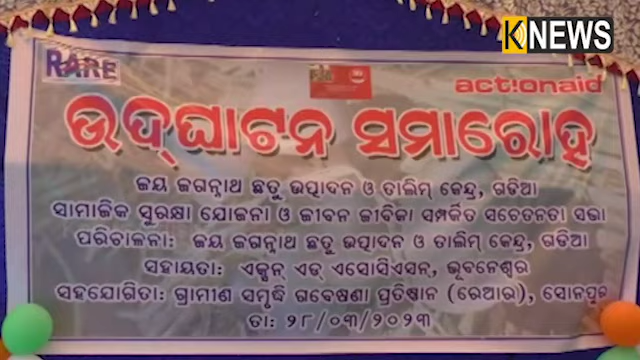 KNEWS
RARE
act!onaid
ଉଦ୍‌ଘାଟନ ସମାରୋହ
ଜୟ ଜଗନ୍ନାଥ ଛତୁ ଉତ୍ପାଦନ ଓ ତାଲିମ୍ କେନ୍ଦ୍ର, ଗଡିଆ
ସାମାଜିକ ସୁରକ୍ଷା ଯୋଜନା ଓ ଜୀବନ ଜୀବିକା ସମ୍ପର୍କିତ ସଚେତନତା ସଭା
ପରିଚାଳନା: ଜୟ ଜଗନ୍ନାଥ ଛତୁ ଉତ୍ପାଦନ ଓ ତାଲିମ୍ କେନ୍ଦ୍ର, ଗଡିଆ
ସହାୟତା: ଏକ୍ସନ୍ ଏଡ୍ ଏସୋସିଏସନ୍, ଭୂବନେଶ୍ୱର
ସହଯୋଗିତା: ଗ୍ରାମୀଣ ସମୃଦ୍ଧି ଗବେଷଣା ପ୍ରତିଷ୍ଠାନ (ରେଆର), ସୋନପୁର
ତା: ୨୮/୦୩/୨୦୨୩